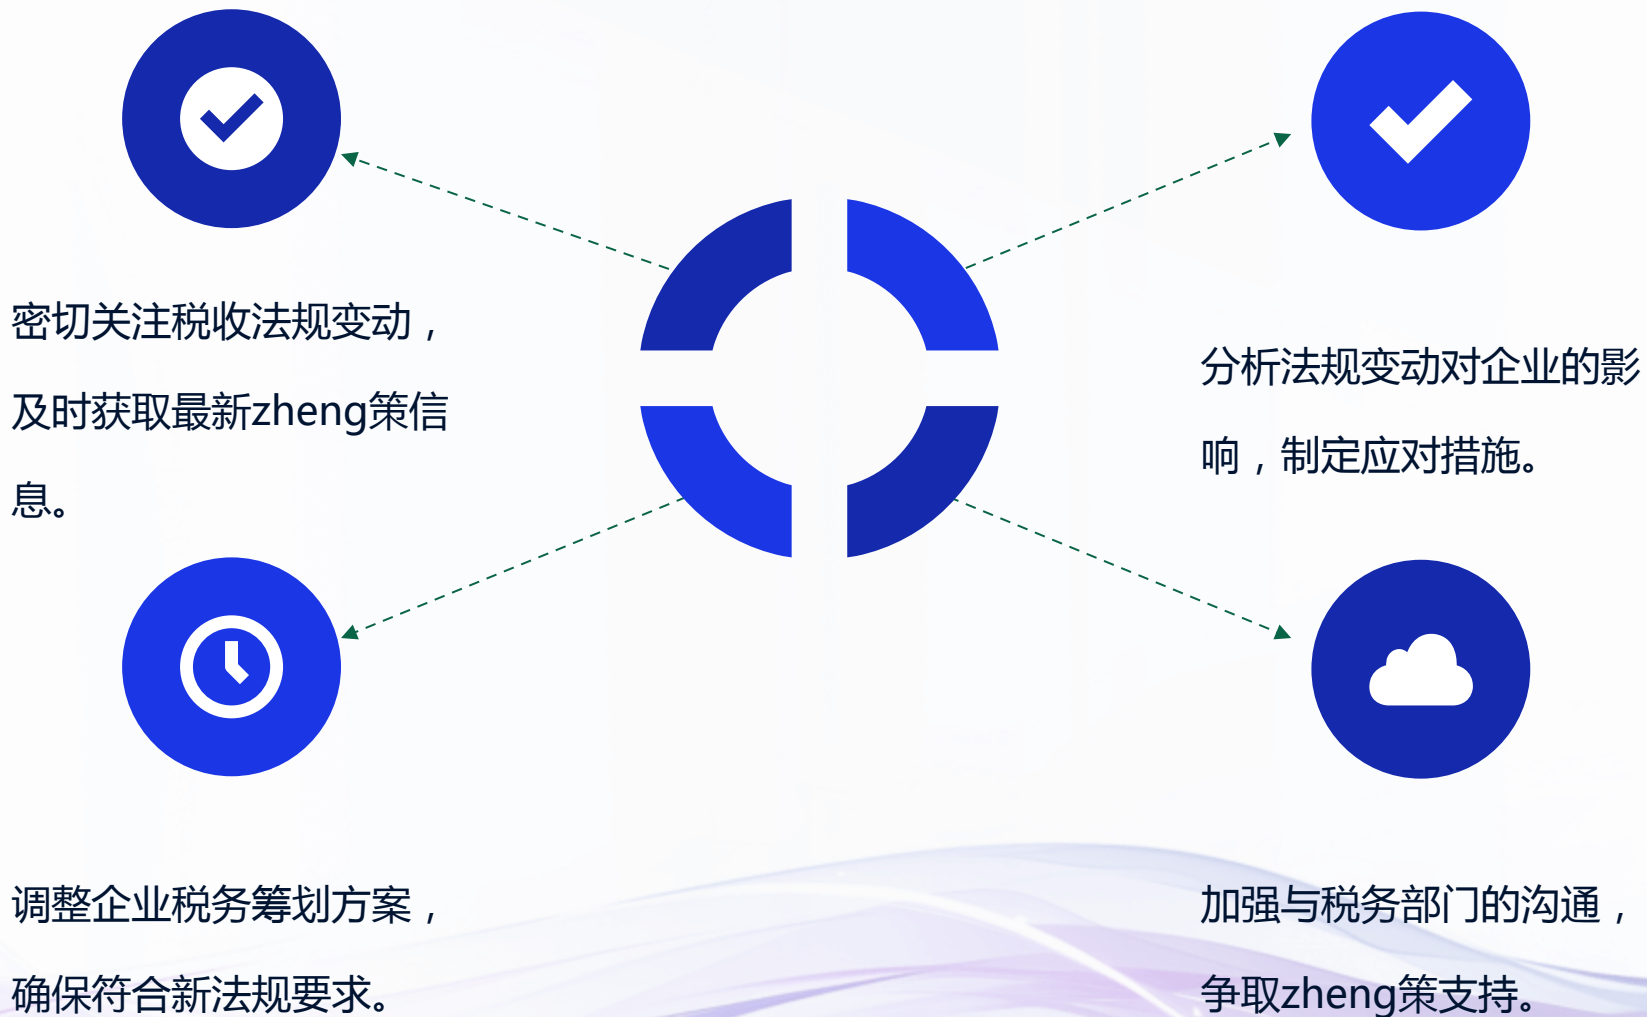 密切关注税收法规变动，
及时获取最新zheng策信
息。
分析法规变动对企业的影
响，制定应对措施。
调整企业税务筹划方案，
确保符合新法规要求。
加强与税务部门的沟通，
争取zheng策支持。